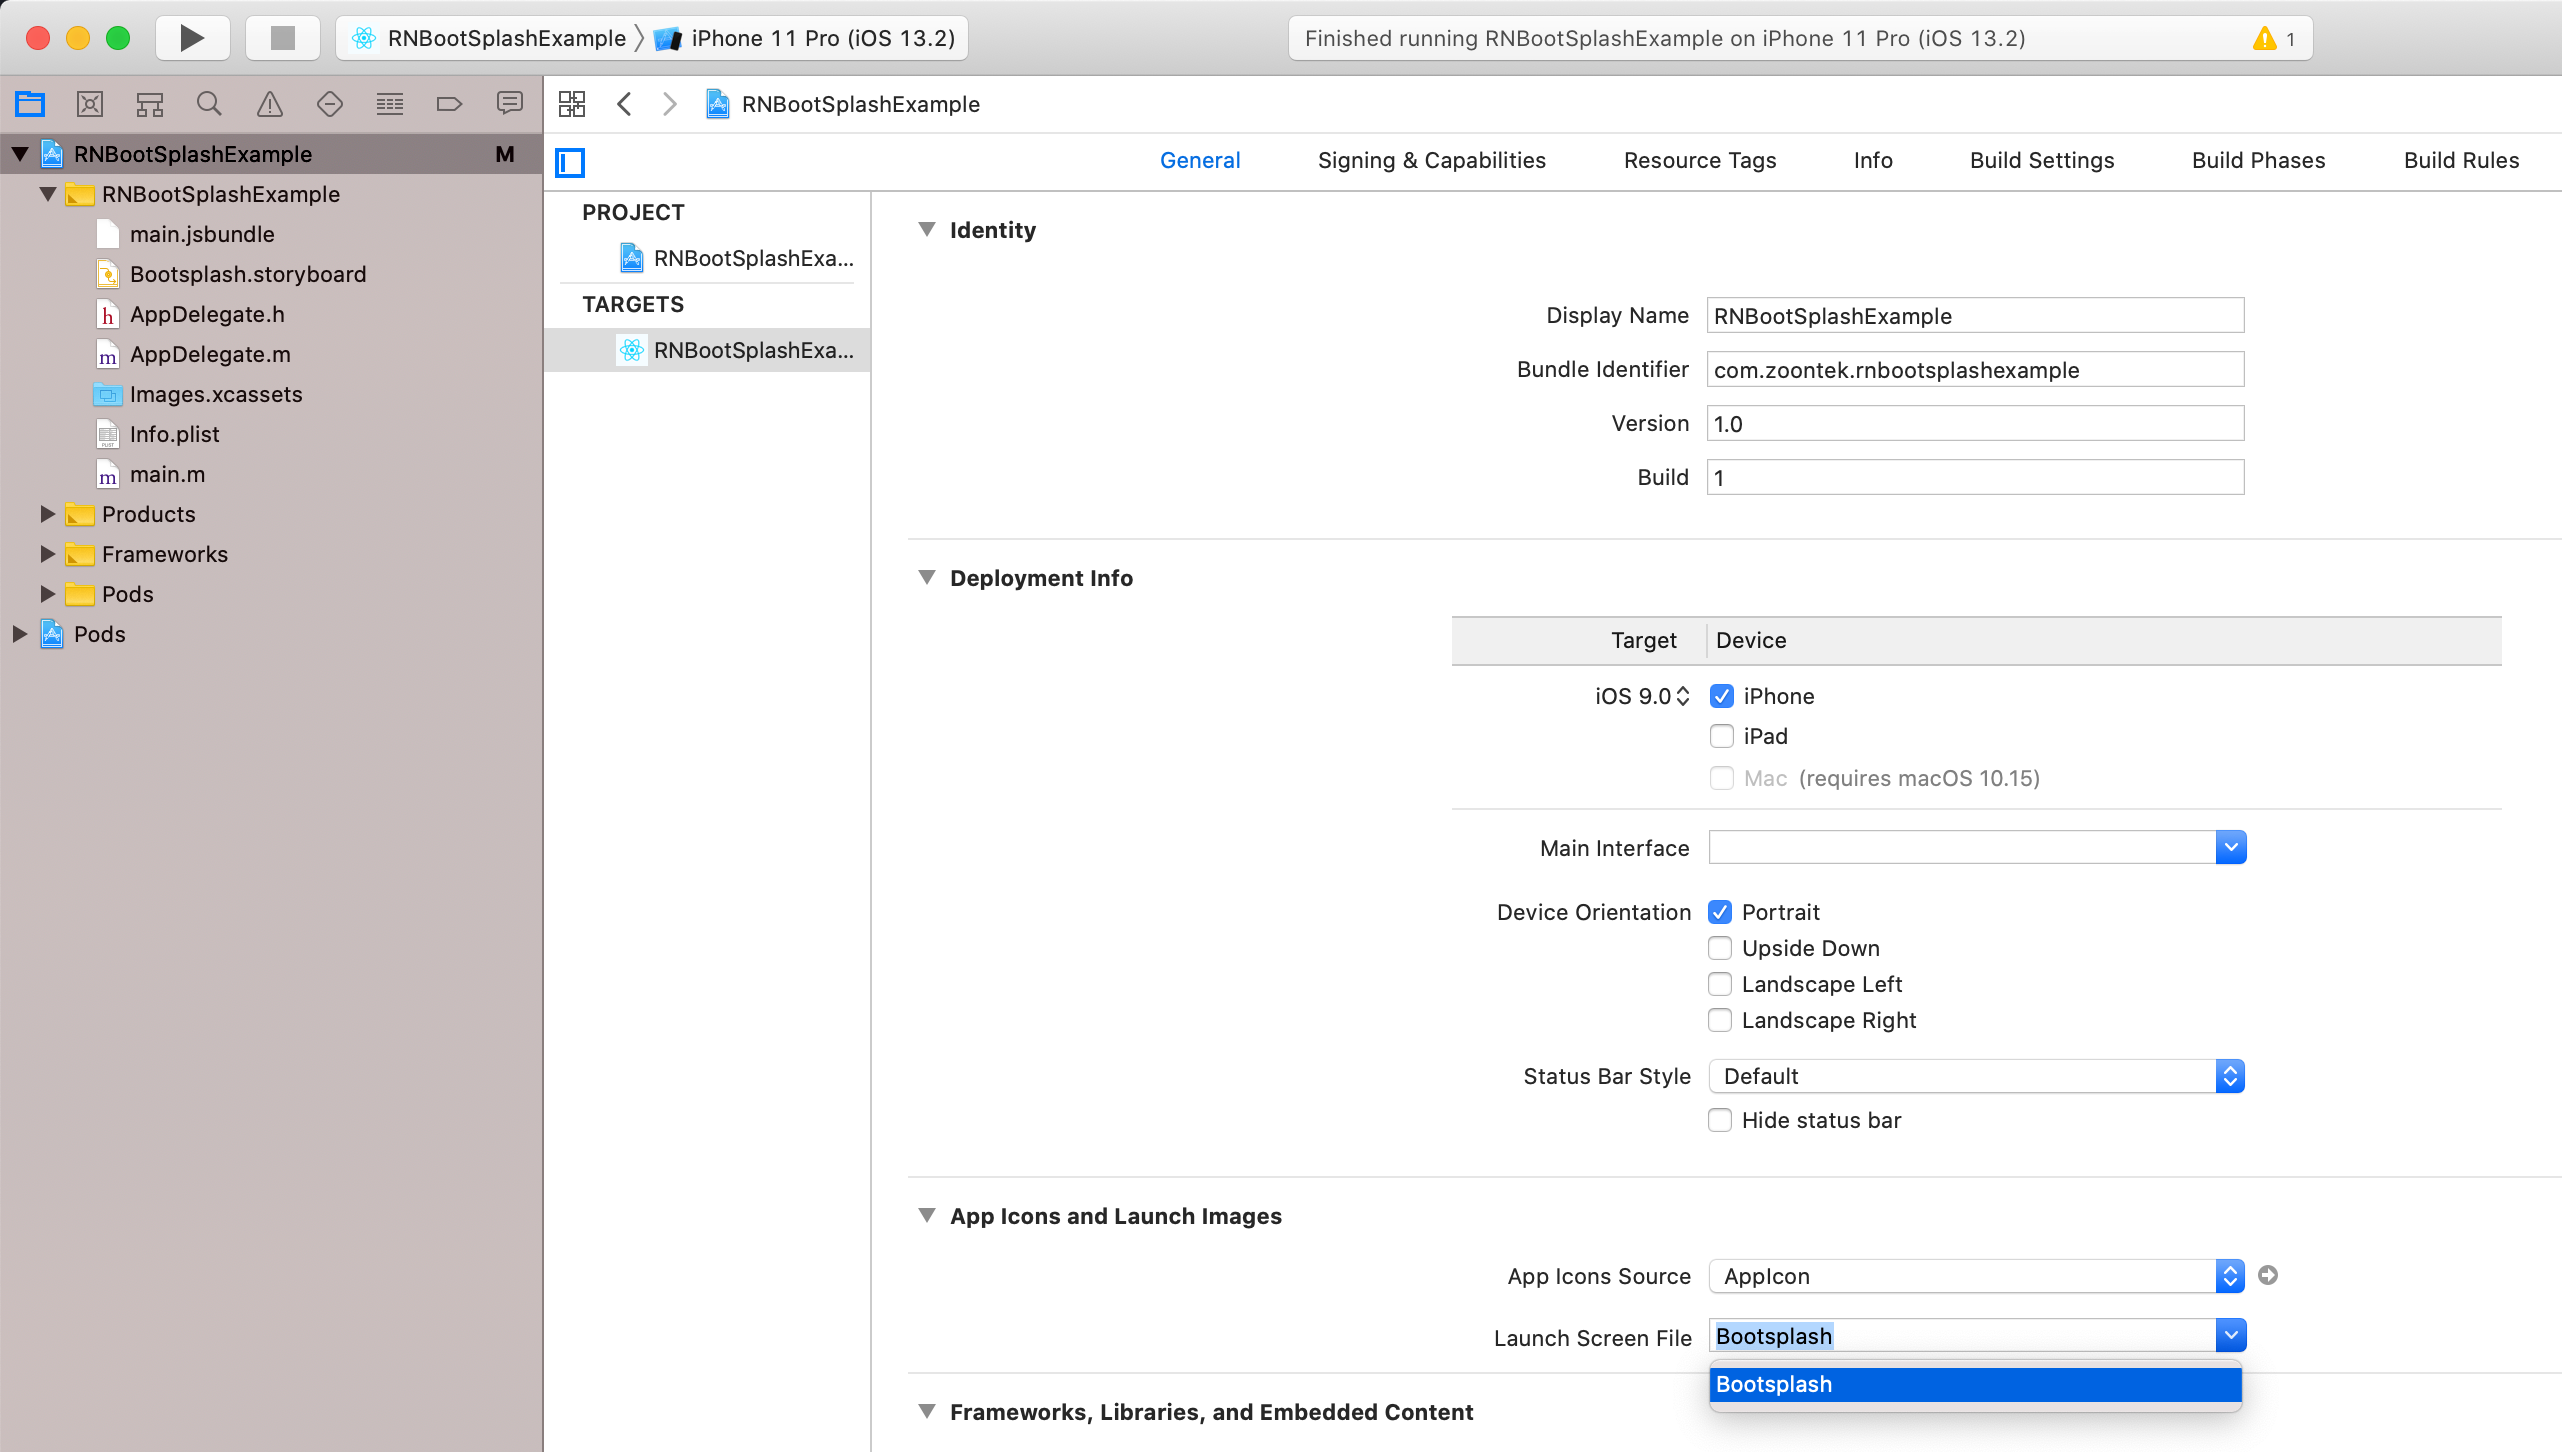 RNBootSplashExample
iPhone 11 Pro (iOS 13.2)
Finished running RNBootSplashExample on iPhone 11 Pro (iOS 13.2)
1
RNBootSplashExample
RNBootSplashExample M
RNBootSplashExample
main.jsbundle
Bootsplash.storyboard
h AppDelegate.h
m AppDelegate.m
Images.xcassets
Info.plist
m main.m
Products
Frameworks
Pods
Pods
General
Signing & Capabilities
Resource Tags
Info
Build Settings
Build Phases
Build Rules
PROJECT
RNBootSplashExa...
TARGETS
RNBootSplashExa...
Identity
Display Name RNBootSplashExample
Bundle Identifier com.zoontek.rnbootsplashexample
Version 1.0
Build 1
Deployment Info
Target Device
iOS 9.0 iPhone
iPad
Mac (requires macOS 10.15)
Main Interface
Device Orientation Portrait
Upside Down
Landscape Left
Landscape Right
Status Bar Style Default
Hide status bar
App Icons and Launch Images
App Icons Source AppIcon
Launch Screen File Bootsplash
Bootsplash
Frameworks, Libraries, and Embedded Content